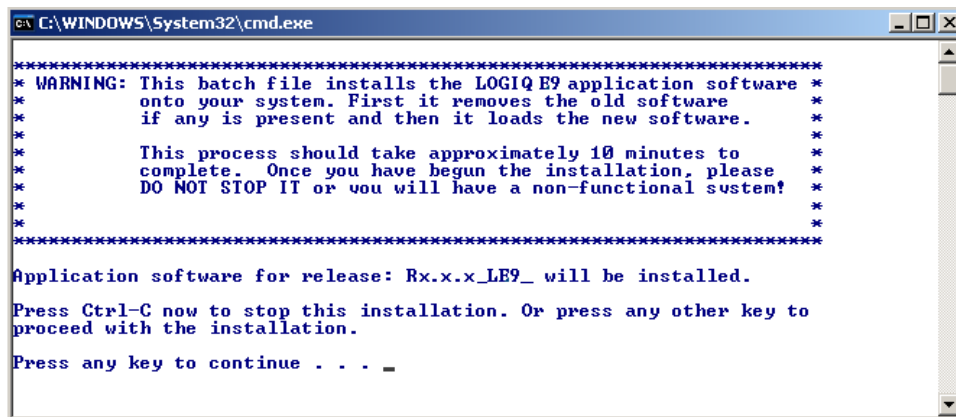 C:\WINDOWS\System32\cmd.exe
*********************************************************************
* WARNING: This batch file installs the LOGIQ E9 application software *
* onto your system. First it removes the old software *
* if any is present and then it loads the new software. *
* *
* This process should take approximately 10 minutes to *
* complete. Once you have begun the installation, please *
* DO NOT STOP IT or you will have a non-functional system! *
* *
* *
*********************************************************************
Application software for release: Rx.x.x_LE9_ will be installed.
Press Ctrl-C now to stop this installation. Or press any other key to
proceed with the installation.
Press any key to continue . . . _